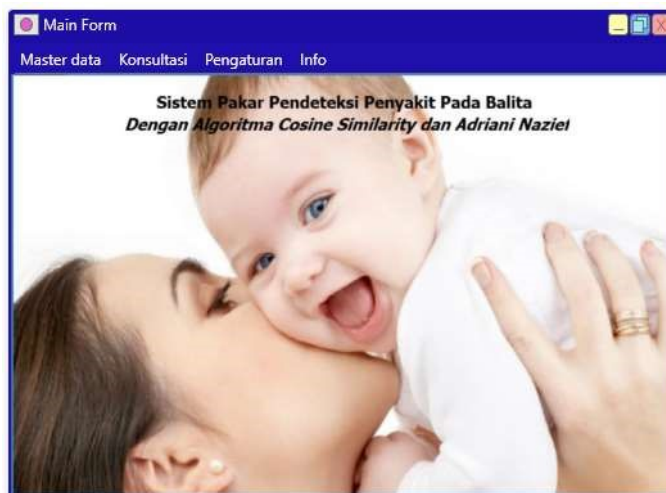 Main Form
Master data Konsultasi Pengaturan Info
Sistem Pakar Pendeteksi Penyakit Pada Balita
Dengan Algoritma Cosine Similarity dan Adriani Nazief